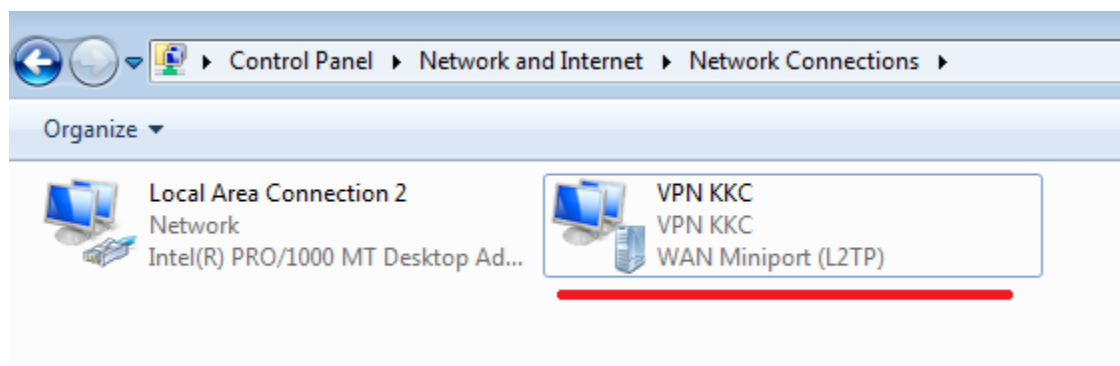 Control Panel Network and Internet Network Connections
Organize
Local Area Connection 2
Network
Intel(R) PRO/1000 MT Desktop Ad...
VPN KKC
VPN KKC
WAN Miniport (L2TP)